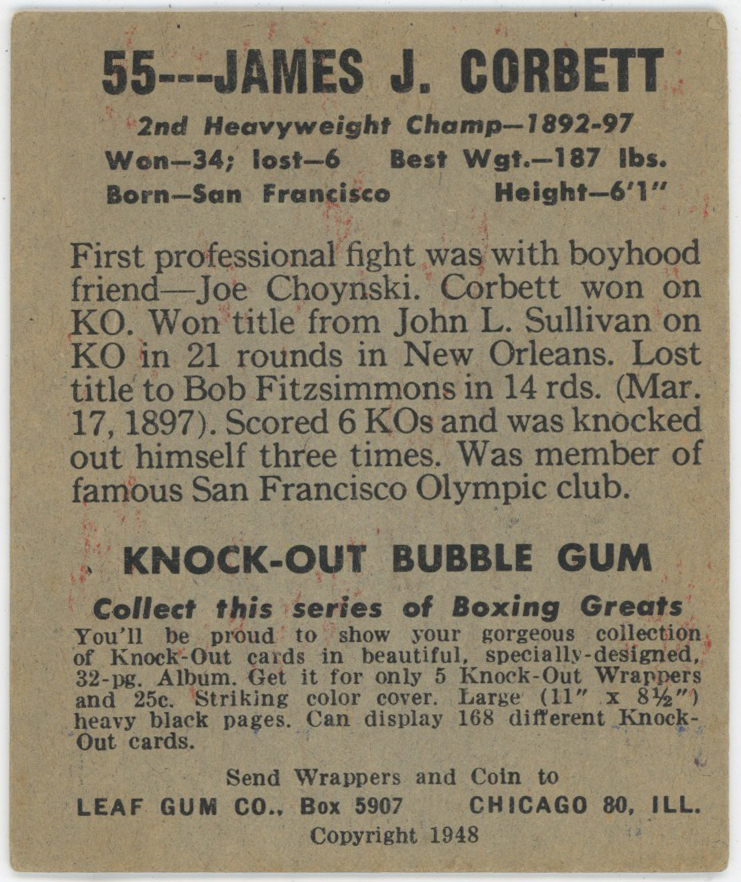 55---JAMES J. CORBETT
2nd Heavyweight Champ—1892-97
Won—34; lost—6 Best Wgt.—187 lbs.
Born—San Francisco Height—6'1"
First professional fight was with boyhood
friend—Joe Choynski. Corbett won on
KO. Won title from John L. Sullivan on
KO in 21 rounds in New Orleans. Lost
title to Bob Fitzsimmons in 14 rds. (Mar.
17, 1897). Scored 6 KOs and was knocked
out himself three times. Was member of
famous San Francisco Olympic club.
KNOCK-OUT BUBBLE GUM
Collect this series of Boxing Greats
You'll be proud to show your gorgeous collection
of Knock-Out cards in beautiful, specially-designed,
32-pg. Album. Get it for only 5 Knock-Out Wrappers
and 25c. Striking color cover. Large (11" x 8½")
heavy black pages. Can display 168 different Knock-
Out cards.
Send Wrappers and Coin to
LEAF GUM CO., Box 5907 CHICAGO 80, ILL.
Copyright 1948